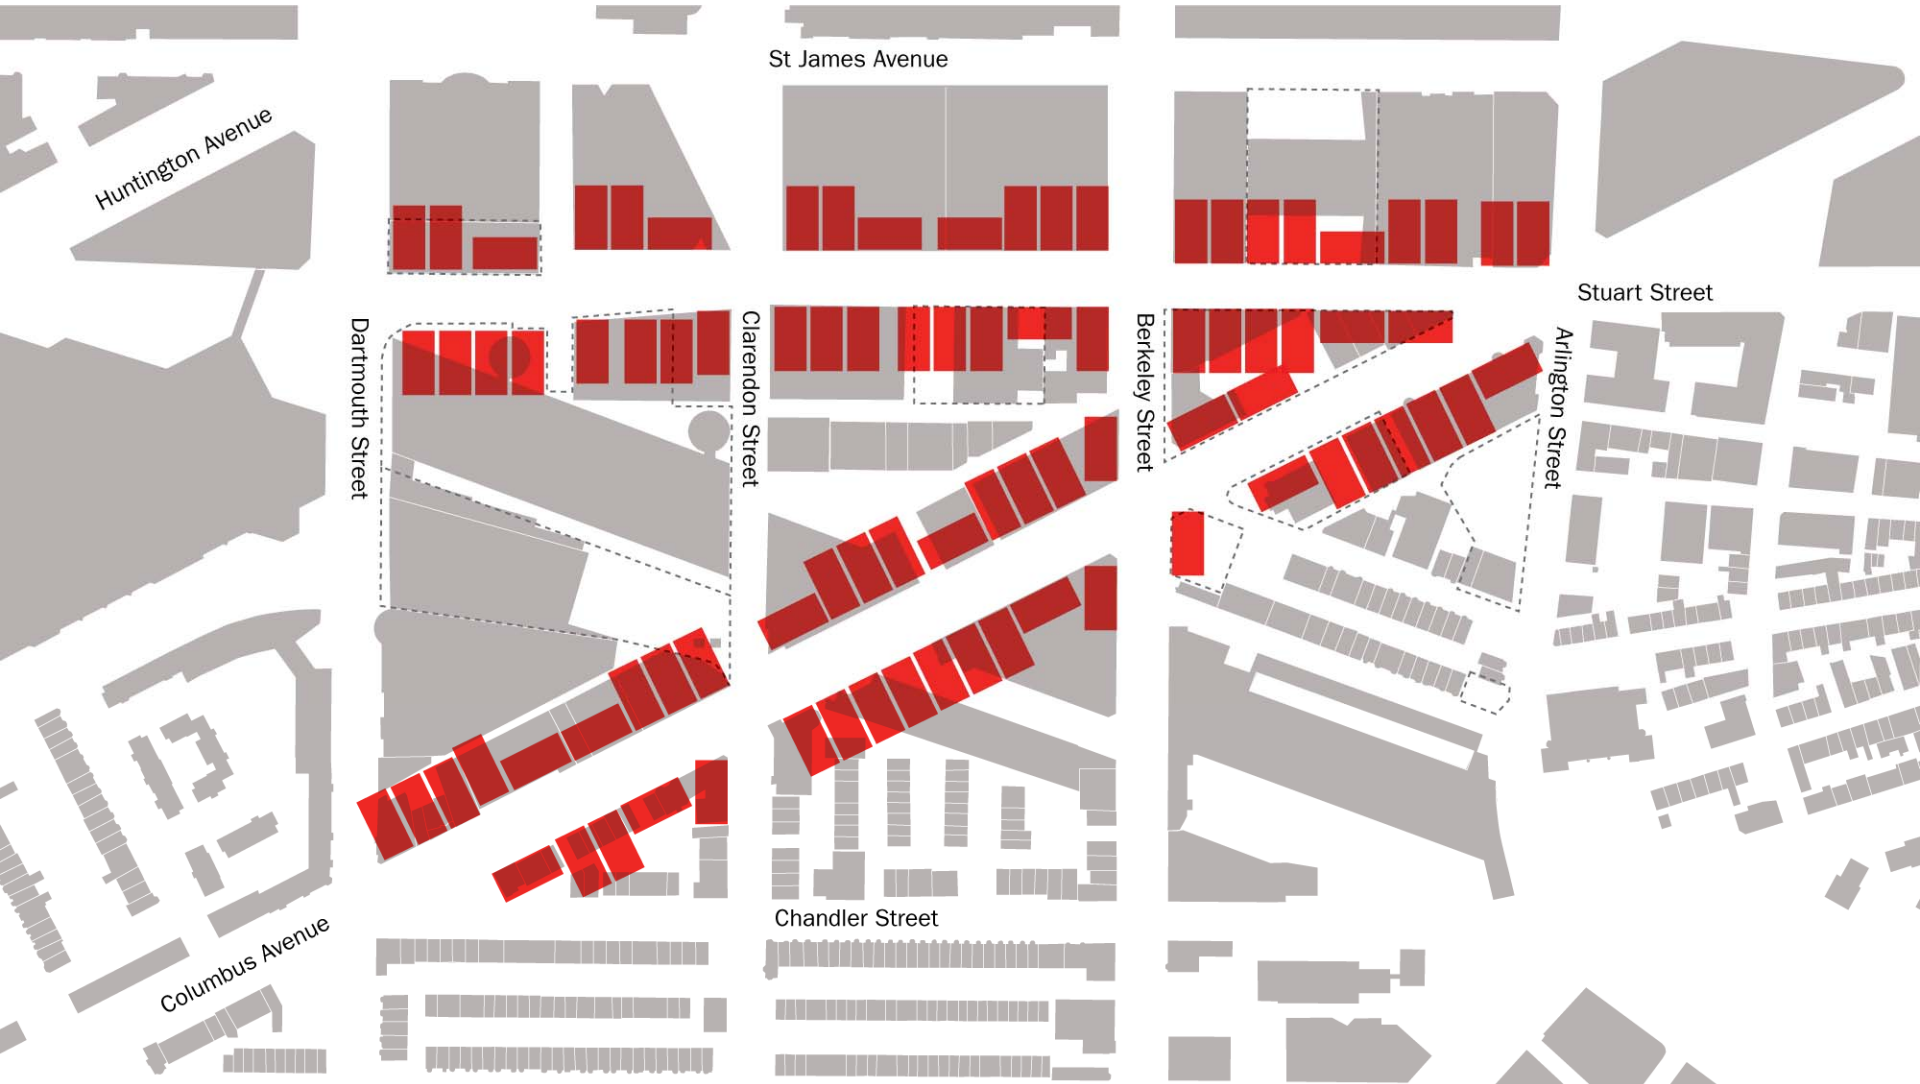 St James Avenue
Huntington Avenue
Stuart Street
Dartmouth Street
Clarendon Street
Berkeley Street
Arlington Street
Chandler Street
Columbus Avenue